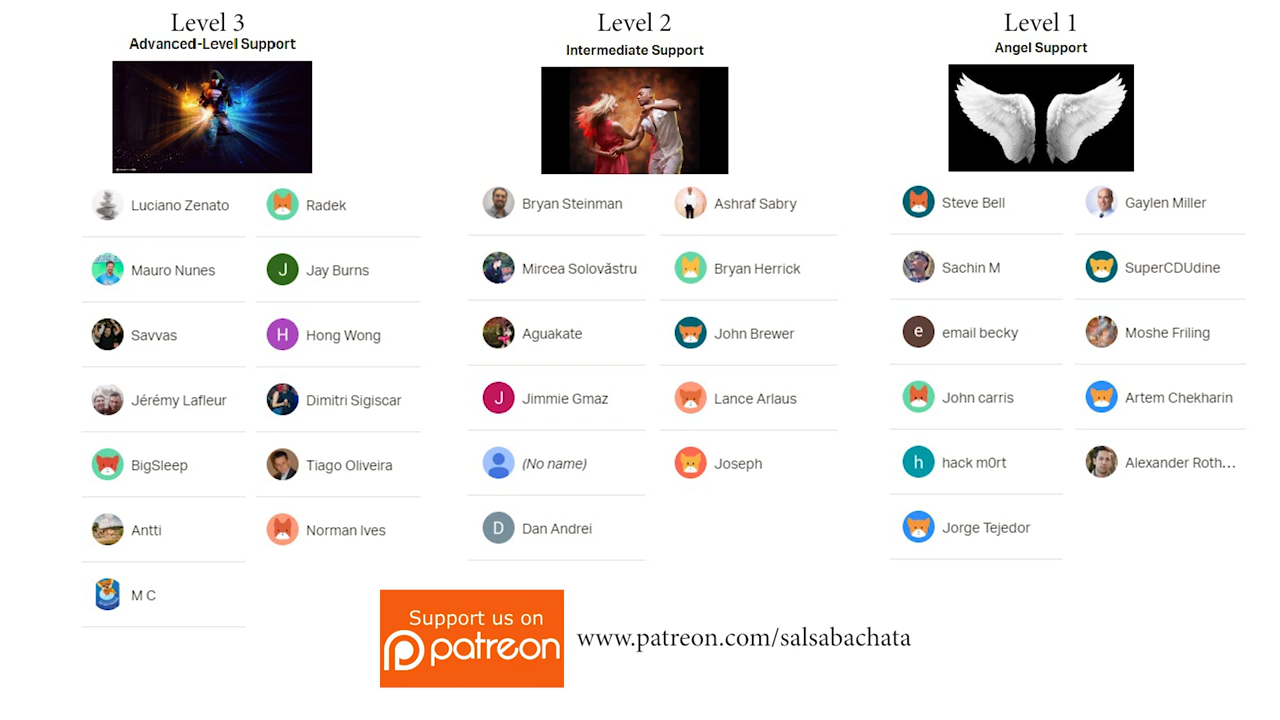 Level 3
Advanced-Level Support
Luciano Zenato
Radek
Mauro Nunes
Jay Burns
Savvas
Hong Wong
Jérémy Lafleur
Dimitri Sigiscar
BigSleep
Tiago Oliveira
Antti
Norman Ives
M C
Level 2
Intermediate Support
Bryan Steinman
Ashraf Sabry
Mircea Solovăstru
Bryan Herrick
Aguakate
John Brewer
Jimmie Gmaz
Lance Arlaus
(No name)
Joseph
Dan Andrei
Level 1
Angel Support
Steve Bell
Gaylen Miller
Sachin M
SuperCDUdine
email becky
Moshe Friling
John carris
Artem Chekharin
hack m0rt
Alexander Roth...
Jorge Tejedor
J
H
J
D
e
h
Support us on
patreon
www.patreon.com/salsabachata